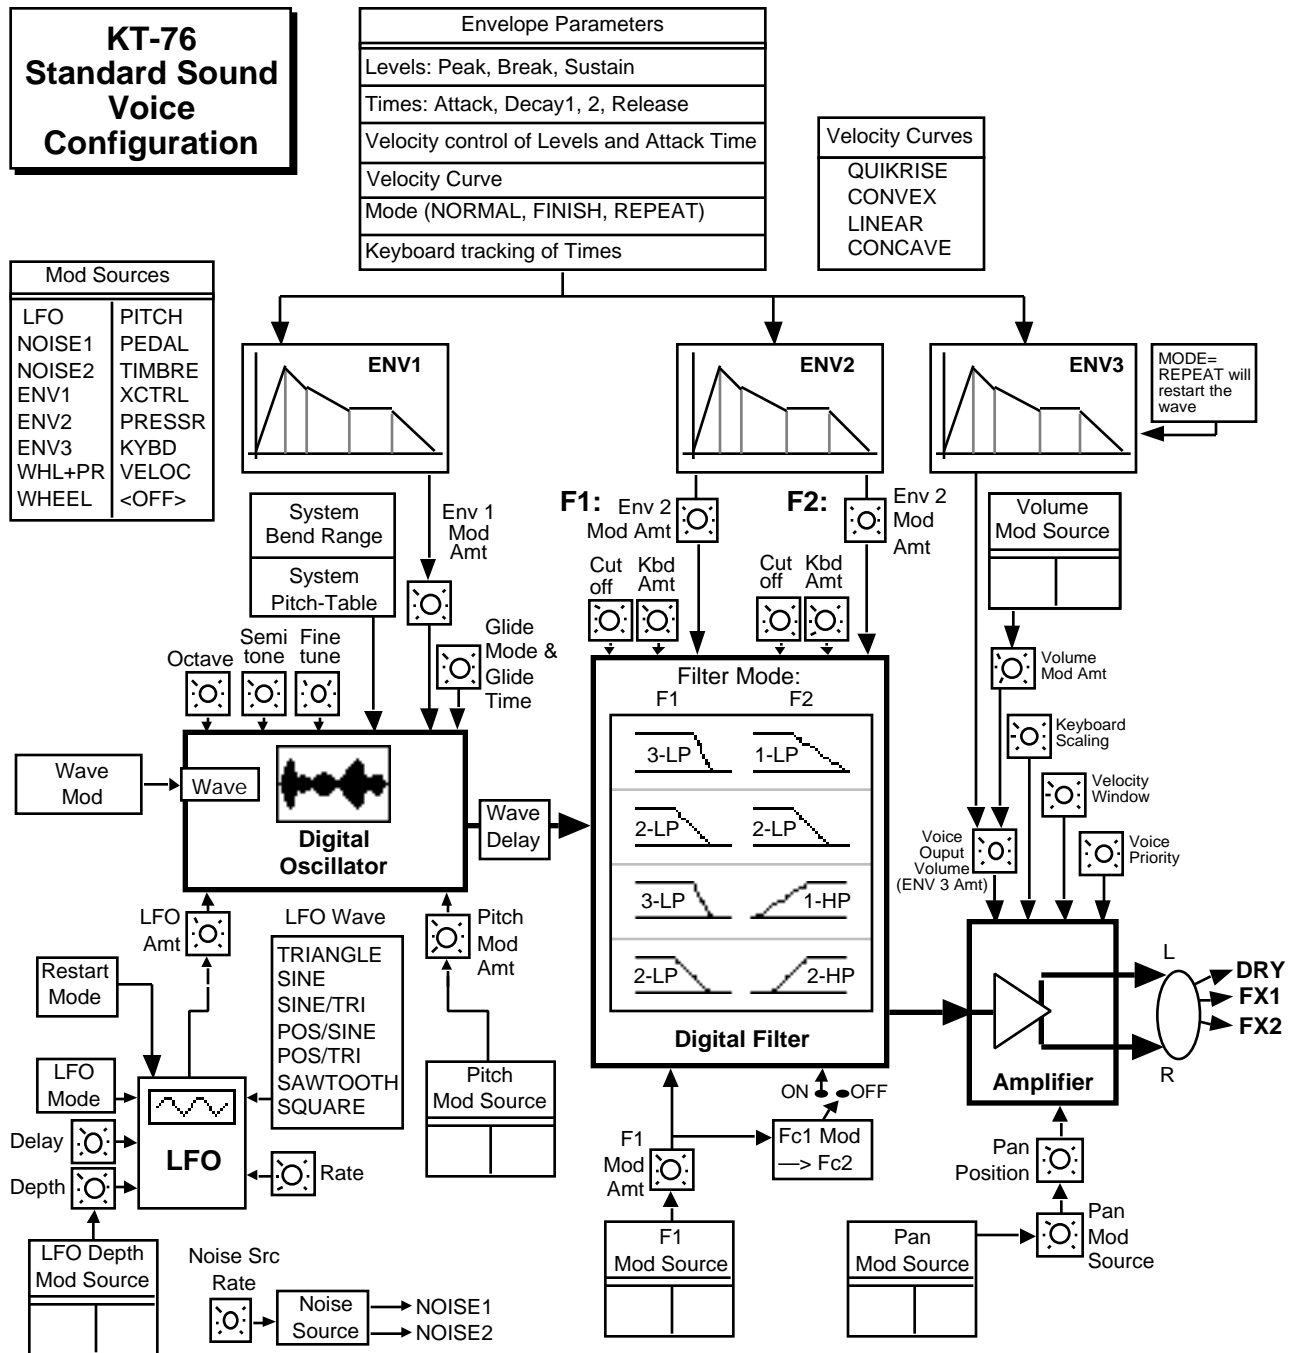 KT-76
Standard Sound
Voice
Configuration
Envelope Parameters
Levels: Peak, Break, Sustain
Times: Attack, Decay1, 2, Release
Velocity control of Levels and Attack Time
Velocity Curve
Mode (NORMAL, FINISH, REPEAT)
Keyboard tracking of Times
Velocity Curves
QUIKRISE
CONVEX
LINEAR
CONCAVE
Mod Sources
LFO PITCH
NOISE1 PEDAL
NOISE2 TIMBRE
ENV1 XCTRL
ENV2 PRESSR
ENV3 KYBD
WHL+PR VELOC
WHEEL <OFF>
ENV1
ENV2
ENV3
MODE=
REPEAT will
restart the
wave
System
Bend Range
System
Pitch-Table
Env 1
Mod
Amt
F1:
Env 2
Mod Amt
F2:
Env 2
Mod
Amt
Volume
Mod Source
Cut
off
Kbd
Amt
Cut
off
Kbd
Amt
Octave
Semi
tone
Fine
tune
Glide
Mode &
Glide
Time
Volume
Mod Amt
Keyboard
Scaling
Velocity
Window
Voice
Priority
Voice
Ouput
Volume
(ENV 3 Amt)
Filter Mode:
F1 F2
3-LP 1-LP
2-LP 2-LP
3-LP 1-HP
2-LP 2-HP
Digital Filter
Wave
Mod
Wave
Digital
Oscillator
Wave
Delay
LFO
Amt
LFO Wave
TRIANGLE
SINE
SINE/TRI
POS/SINE
POS/TRI
SAWTOOTH
SQUARE
Pitch
Mod
Amt
Restart
Mode
LFO
Mode
Delay
Depth
LFO
Rate
Pitch
Mod Source
L
R
DRY
FX1
FX2
Amplifier
ON OFF
F1
Mod
Amt
Fc1 Mod
—> Fc2
Pan
Position
Pan
Mod
Source
LFO Depth
Mod Source
Noise Src
Rate
Noise
Source
NOISE1
NOISE2
F1
Mod Source
Pan
Mod Source